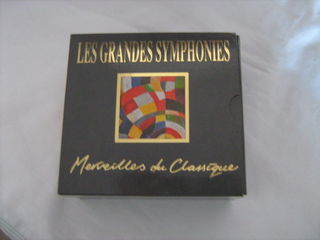 LES GRANDES SYMPHONIES
Merveilles du Classique